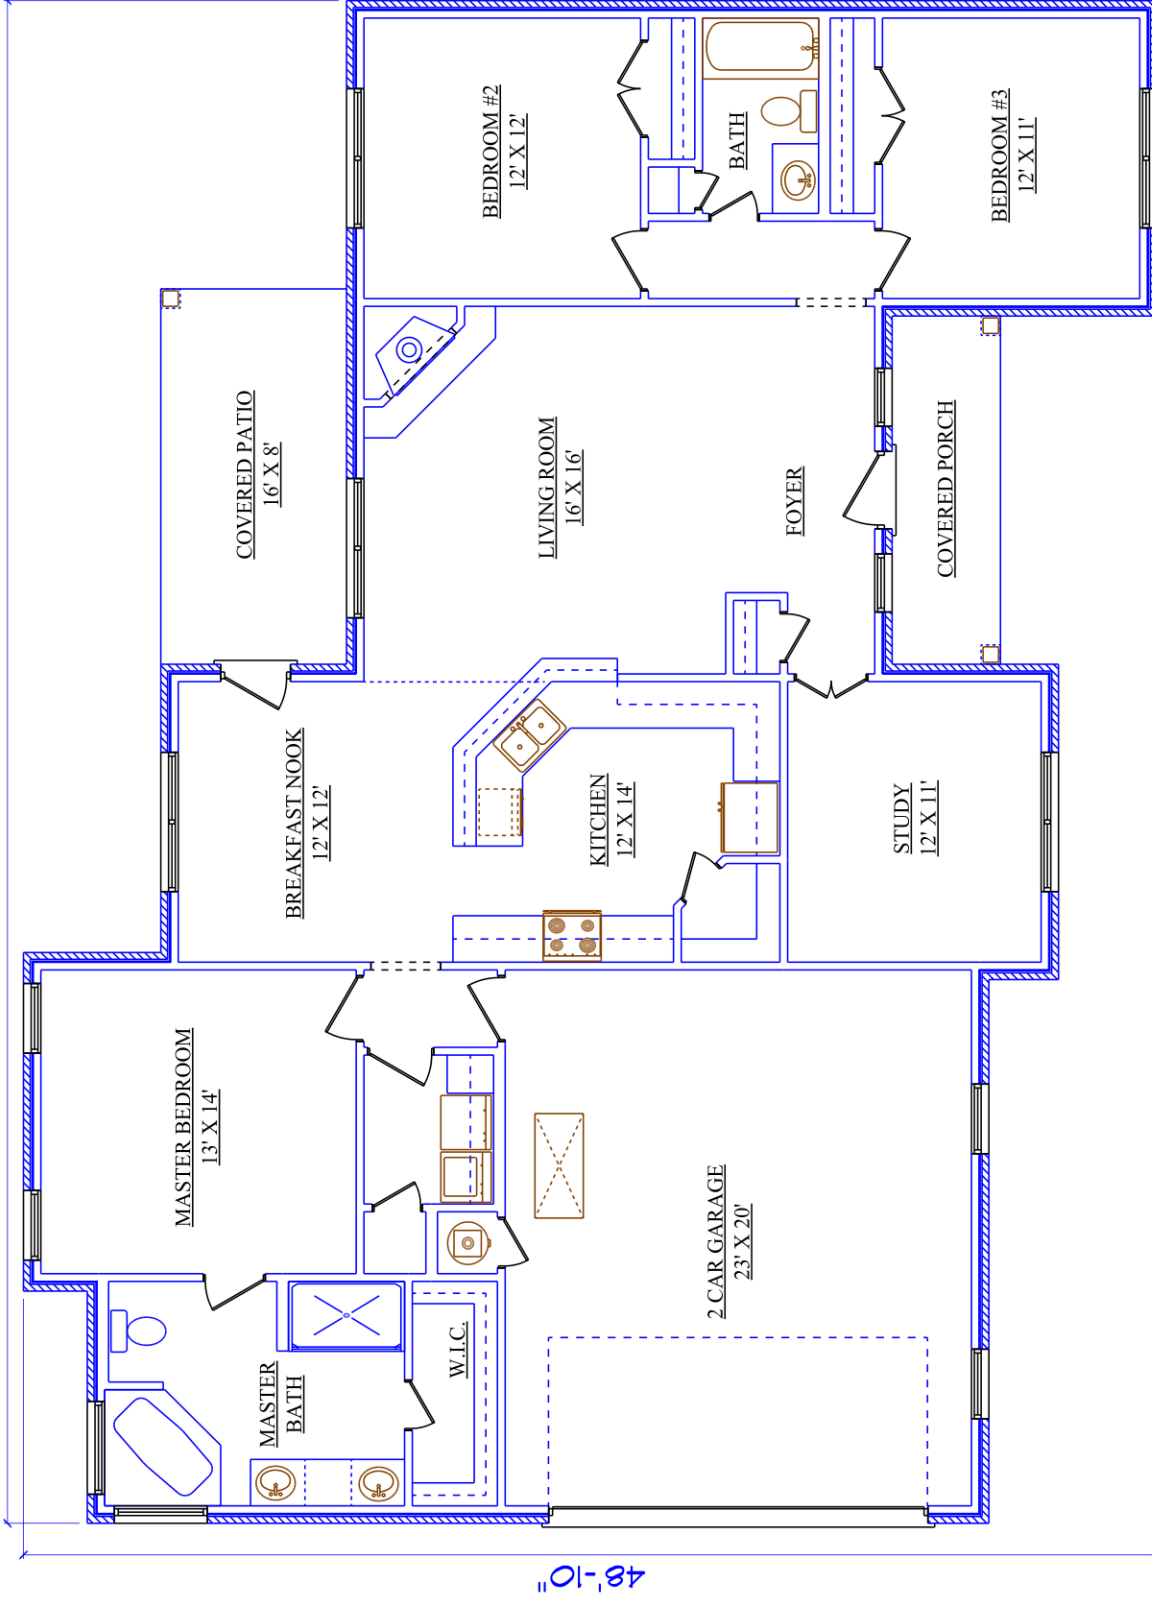 BEDROOM #2
12' X 12'
BATH
BEDROOM #3
12' X 11'
COVERED PATIO
16' X 8'
LIVING ROOM
16' X 16'
FOYER
COVERED PORCH
BREAKFAST NOOK
12' X 12'
KITCHEN
12' X 14'
STUDY
12' X 11'
MASTER BEDROOM
13' X 14'
2 CAR GARAGE
23' X 20'
W.I.C.
MASTER
BATH
48'-10"